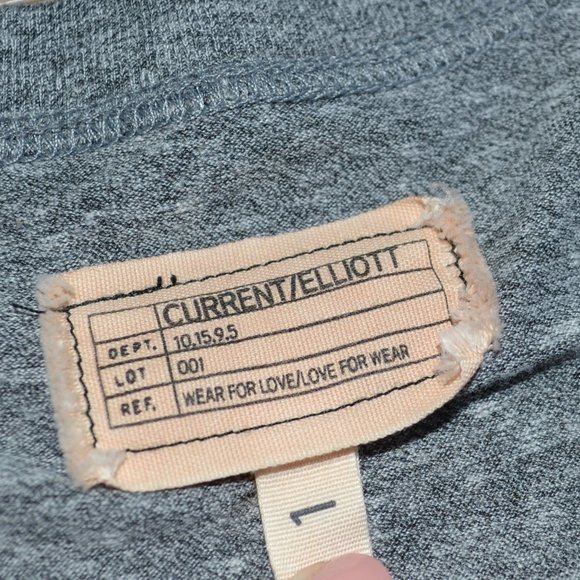 CURRENT/ELLIOTT
DEPT. 10.15.9.5
LOT 001
REF. WEAR FOR LOVE/LOVE FOR WEAR
1